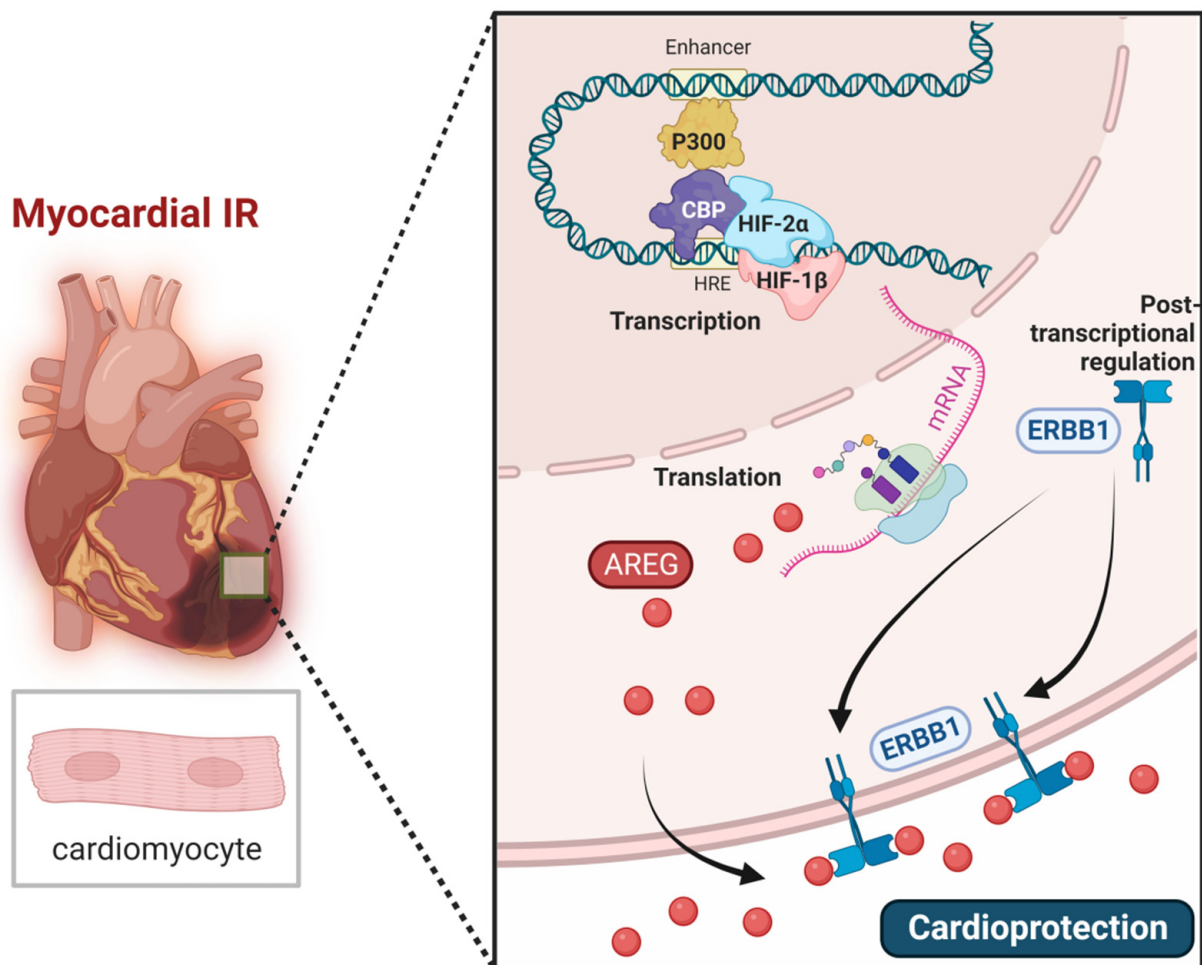 Myocardial IR
cardiomyocyte
Enhancer
P300
CBP
HIF-2α
HRE
HIF-1β
Transcription
mRNA
Post-
transcriptional
regulation
ERBB1
Translation
AREG
ERBB1
Cardioprotection